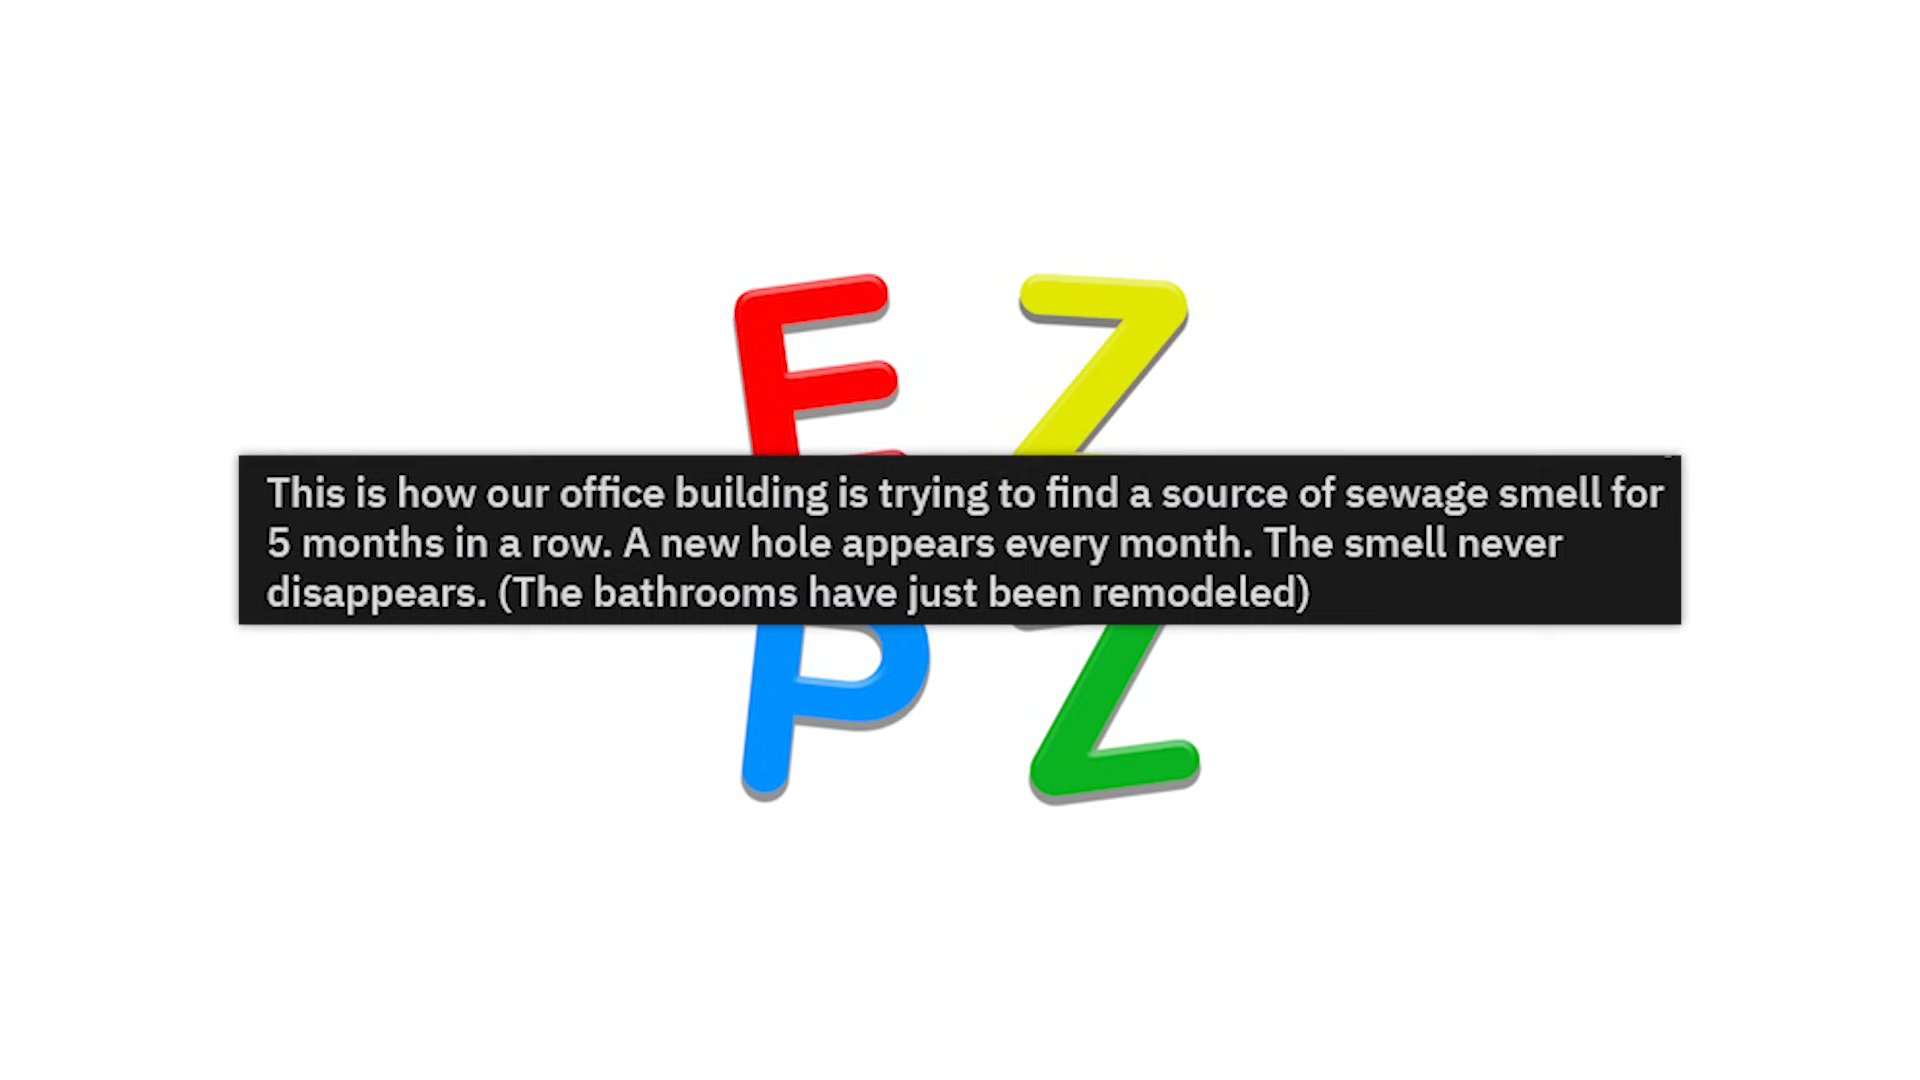 E Z
This is how our office building is trying to find a source of sewage smell for
5 months in a row. A new hole appears every month. The smell never
disappears. (The bathrooms have just been remodeled)
P Z